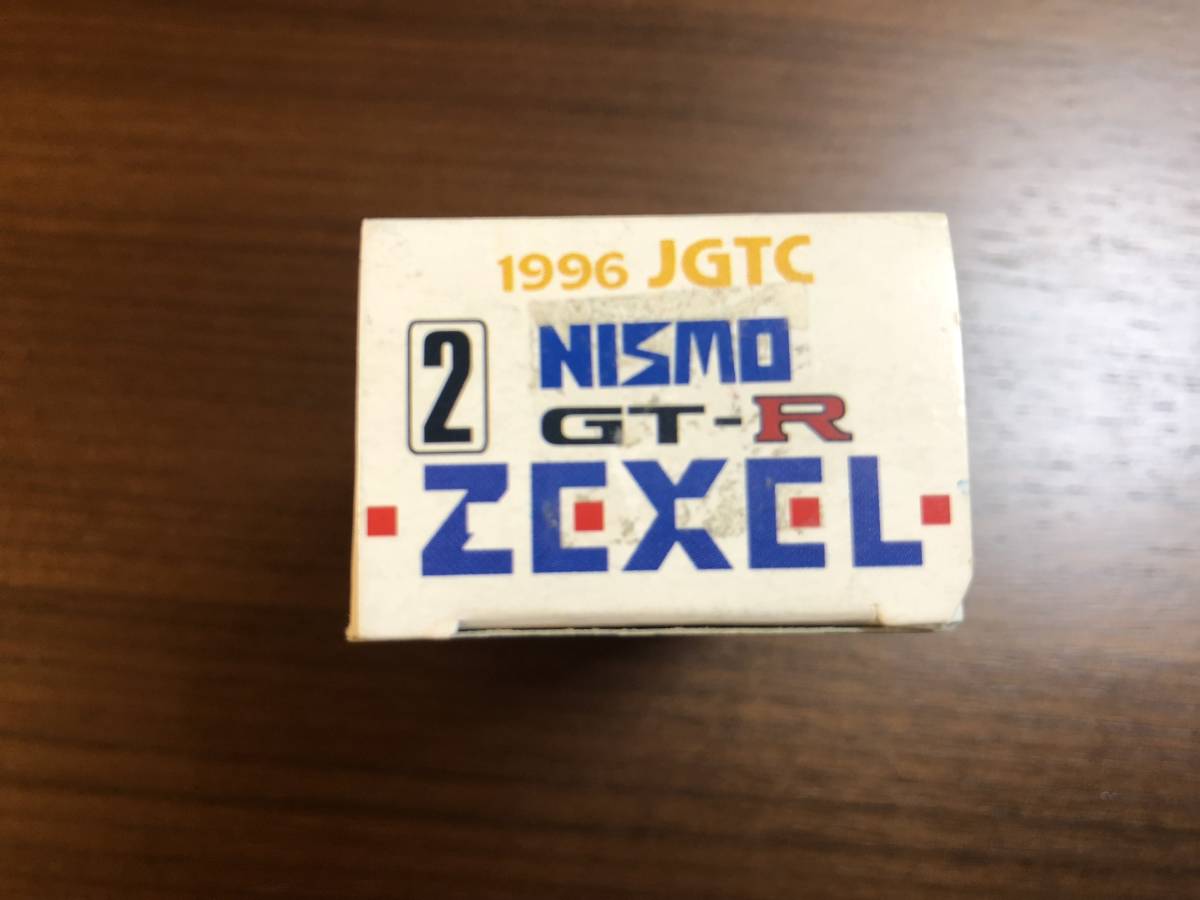 1996 JGTC
2
NISMO
GT-R
ZEXEL